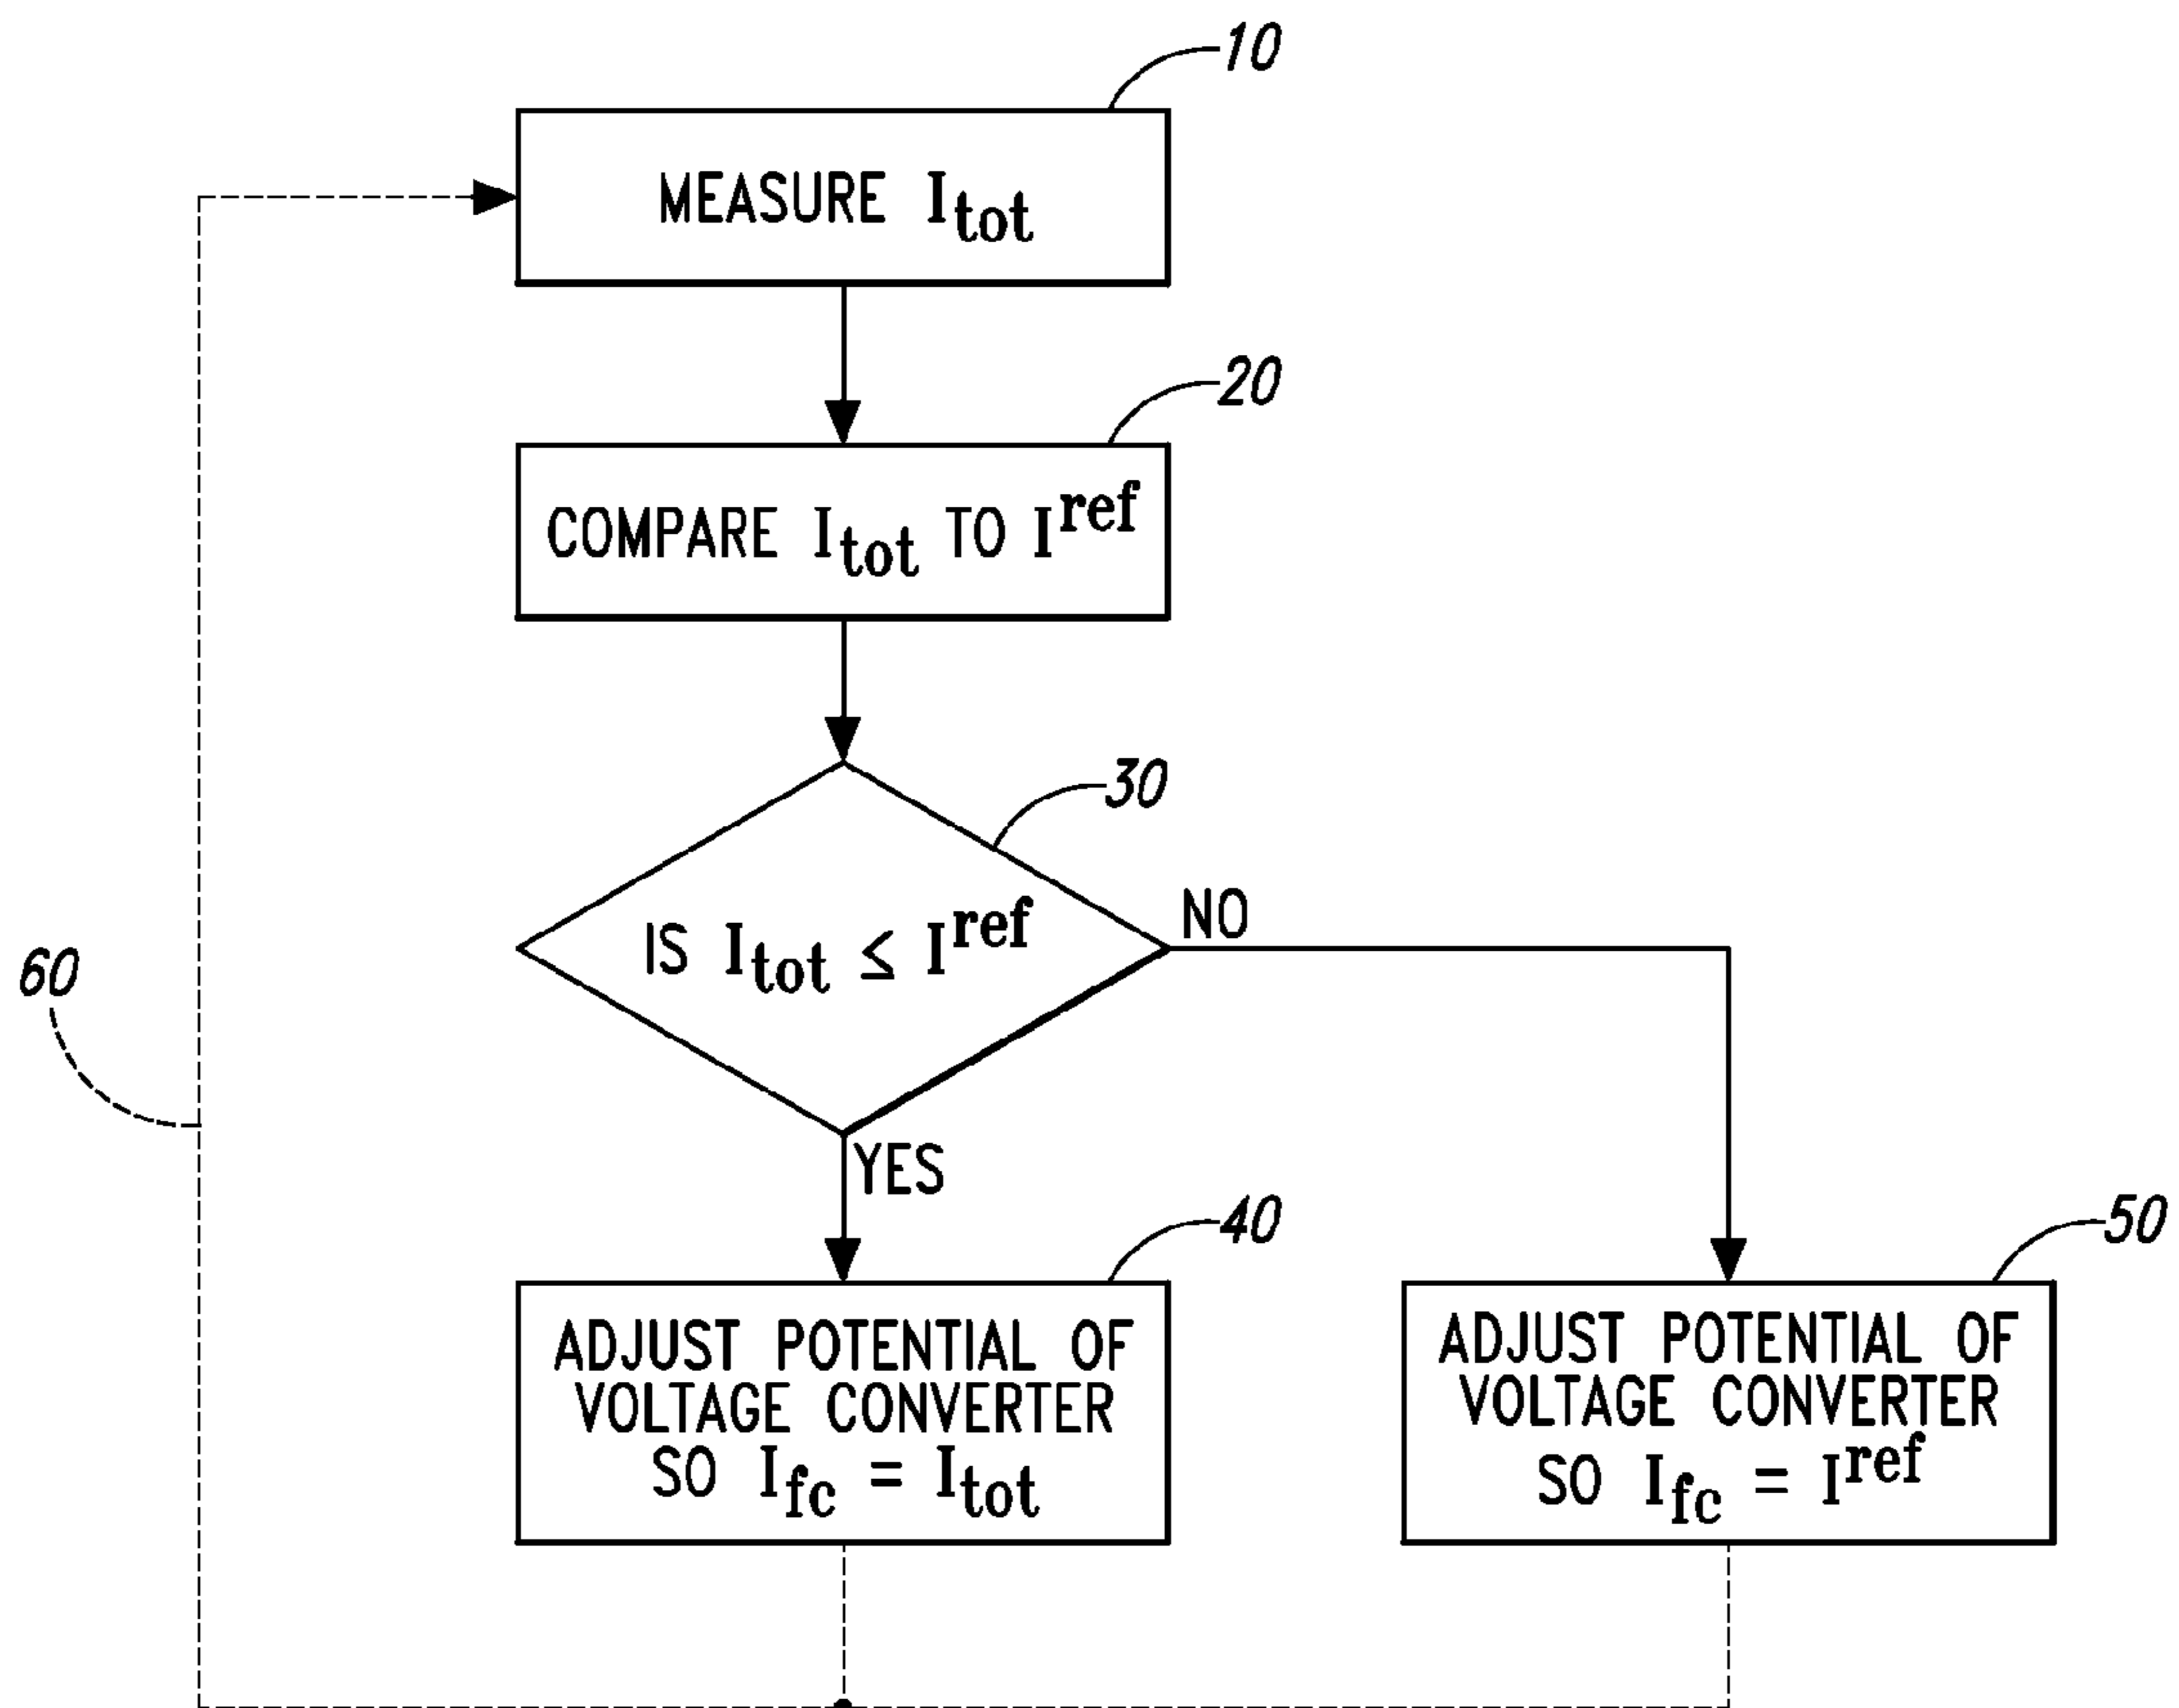 10
MEASURE Itot
20
COMPARE Itot TO Iref
30
IS Itot ≤ Iref
NO
60
YES
40
50
ADJUST POTENTIAL OF
VOLTAGE CONVERTER
SO Ifc = Itot
ADJUST POTENTIAL OF
VOLTAGE CONVERTER
SO Ifc = Iref